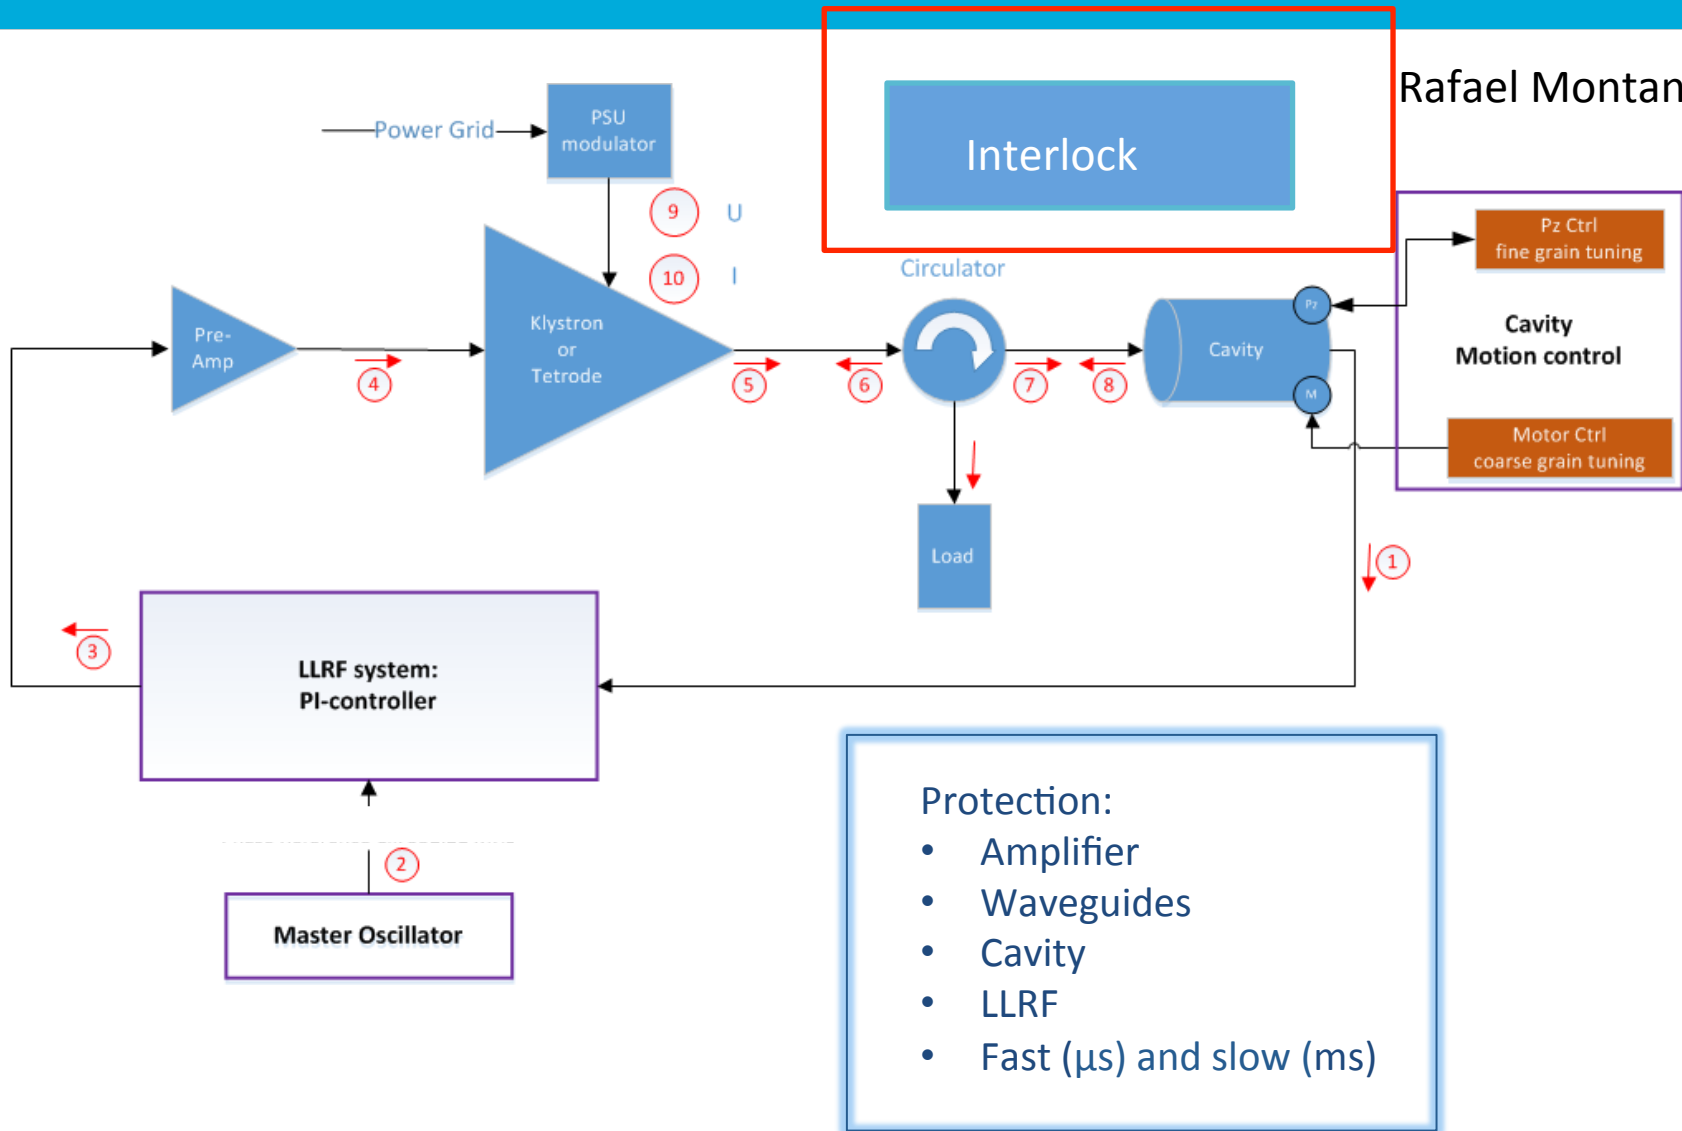 Rafael Montan
Interlock
Power Grid
PSU
modulator
9 U
10 I
Circulator
Pz Ctrl
fine grain tuning
Cavity
Motion control
Motor Ctrl
coarse grain tuning
Pre-
Amp
4
Klystron
or
Tetrode
5
6
7
8
Cavity
Pz
M
Load
1
3
LLRF system:
PI-controller
2
Master Oscillator
Protection:
• Amplifier
• Waveguides
• Cavity
• LLRF
• Fast (μs) and slow (ms)